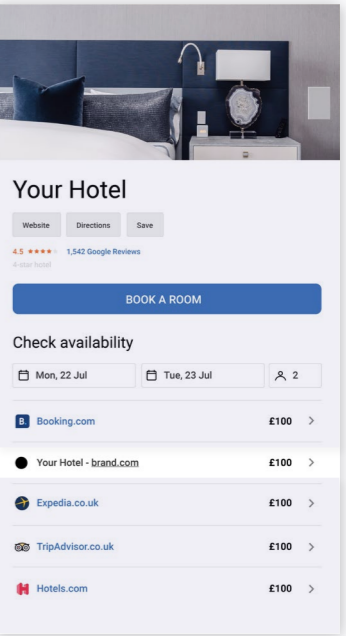 Your Hotel
Website Directions Save
4.5 ★★★★★ 1,542 Google Reviews
4-star hotel
BOOK A ROOM
Check availability
Mon, 22 Jul Tue, 23 Jul 2
B. Booking.com £100 >
Your Hotel - brand.com £100 >
Expedia.co.uk £100 >
TripAdvisor.co.uk £100 >
Hotels.com £100 >